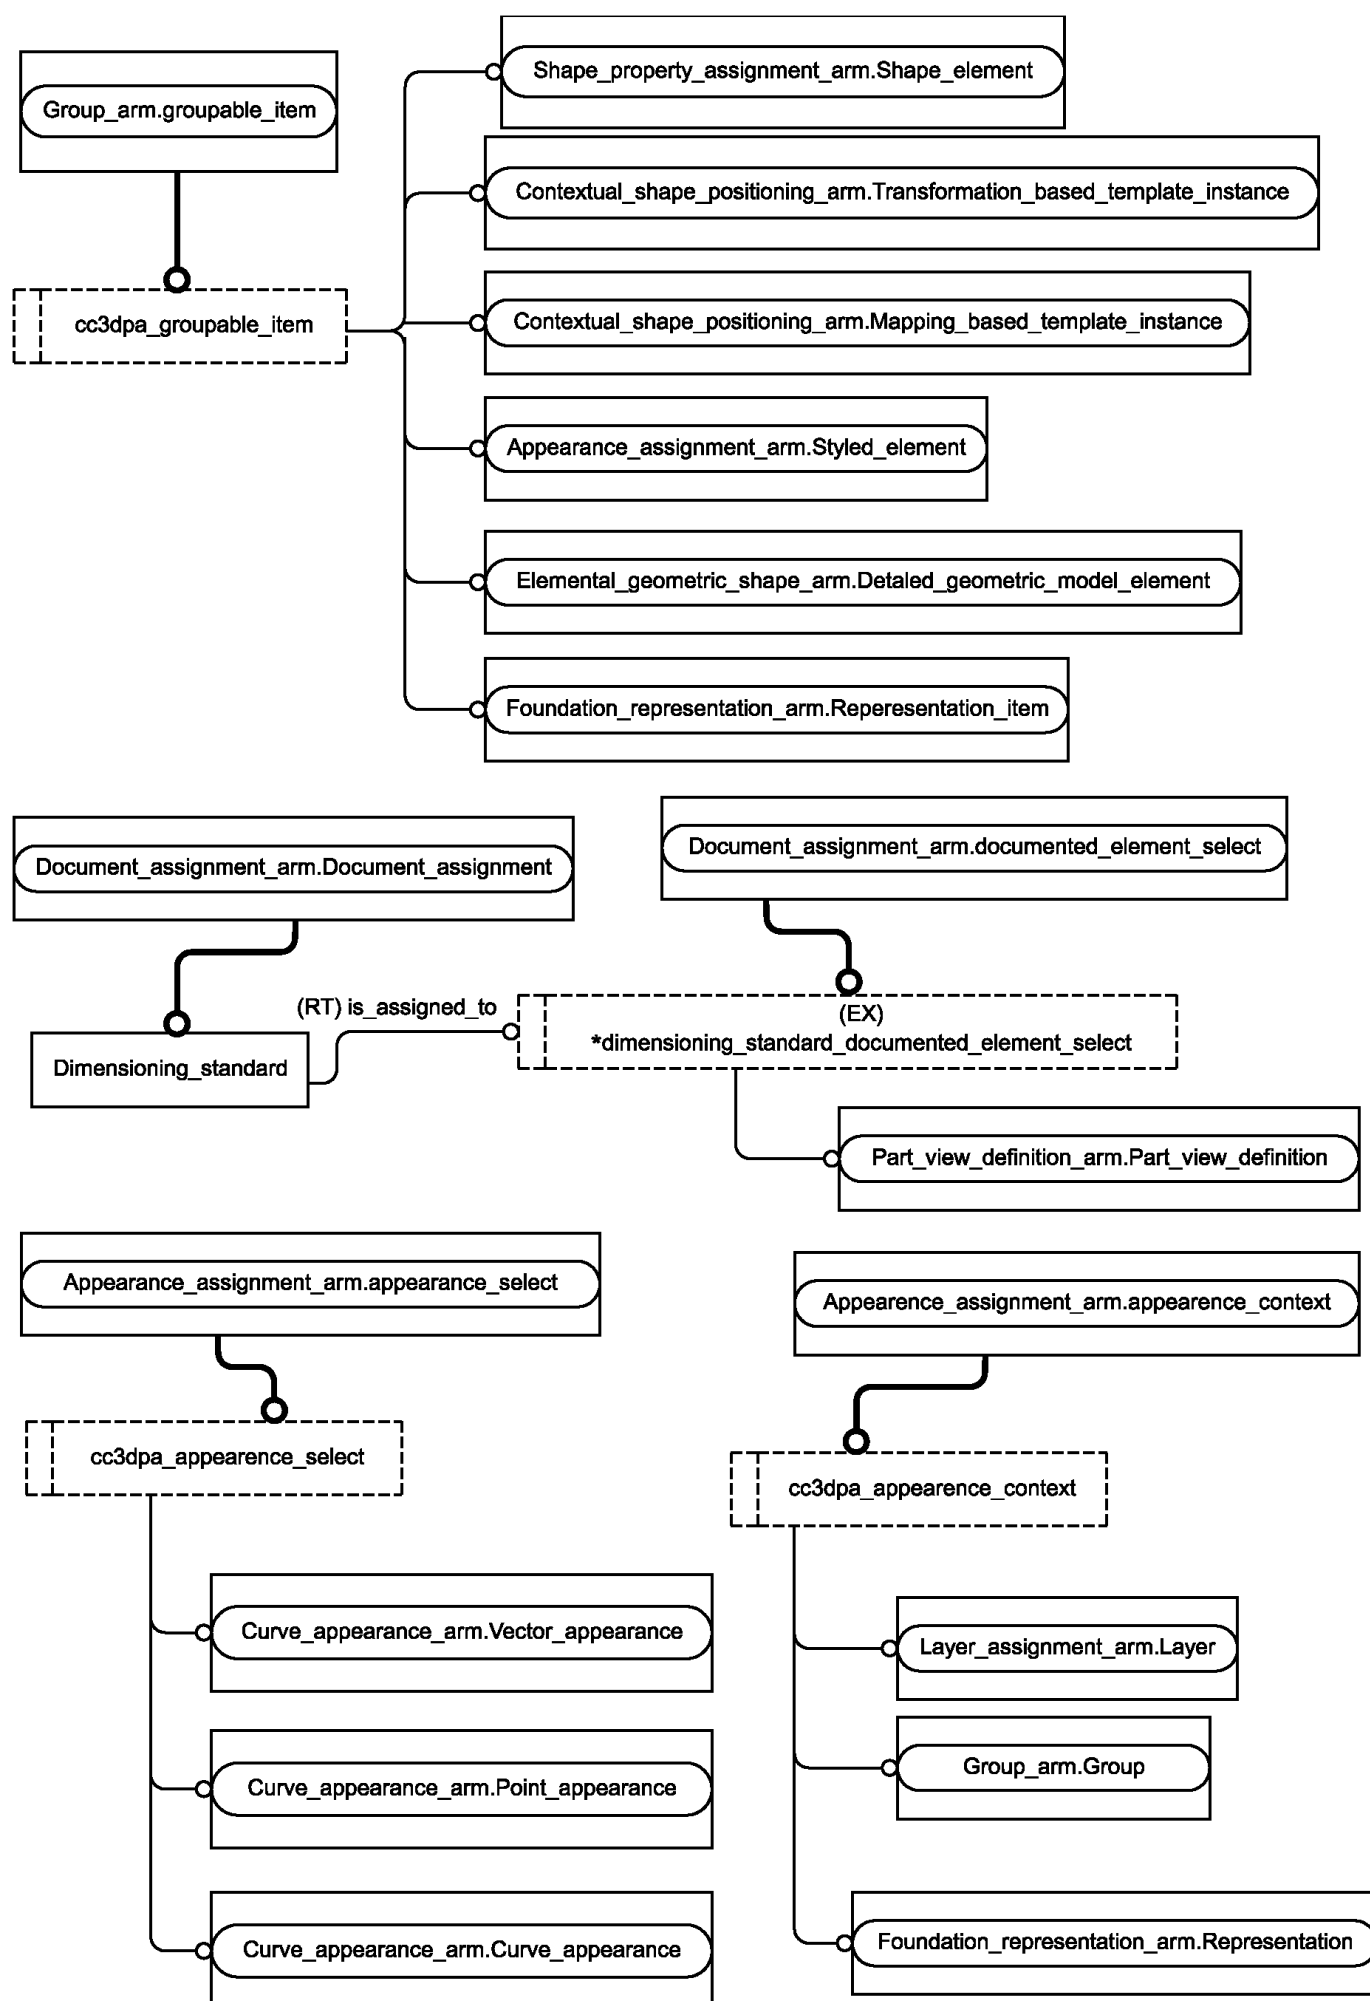 Shape_property_assignment_arm.Shape_element
Group_arm.groupable_item
Contextual_shape_positioning_arm.Transformation_based_template_instance
cc3dpa_groupable_item
Contextual_shape_positioning_arm.Mapping_based_template_instance
Appearance_assignment_arm.Styled_element
Elemental_geometric_shape_arm.Detaled_geometric_model_element
Foundation_representation_arm.Reperesentation_item
Document_assignment_arm.documented_element_select
Document_assignment_arm.Document_assignment
(RT) is_assigned_to
(EX)
*dimensioning_standard_documented_element_select
Dimensioning_standard
Part_view_definition_arm.Part_view_definition
Appearance_assignment_arm.appearance_select
Appearence_assignment_arm.appearence_context
cc3dpa_appearence_select
cc3dpa_appearence_context
Curve_appearance_arm.Vector_appearance
Layer_assignment_arm.Layer
Group_arm.Group
Curve_appearance_arm.Point_appearance
Foundation_representation_arm.Representation
Curve_appearance_arm.Curve_appearance